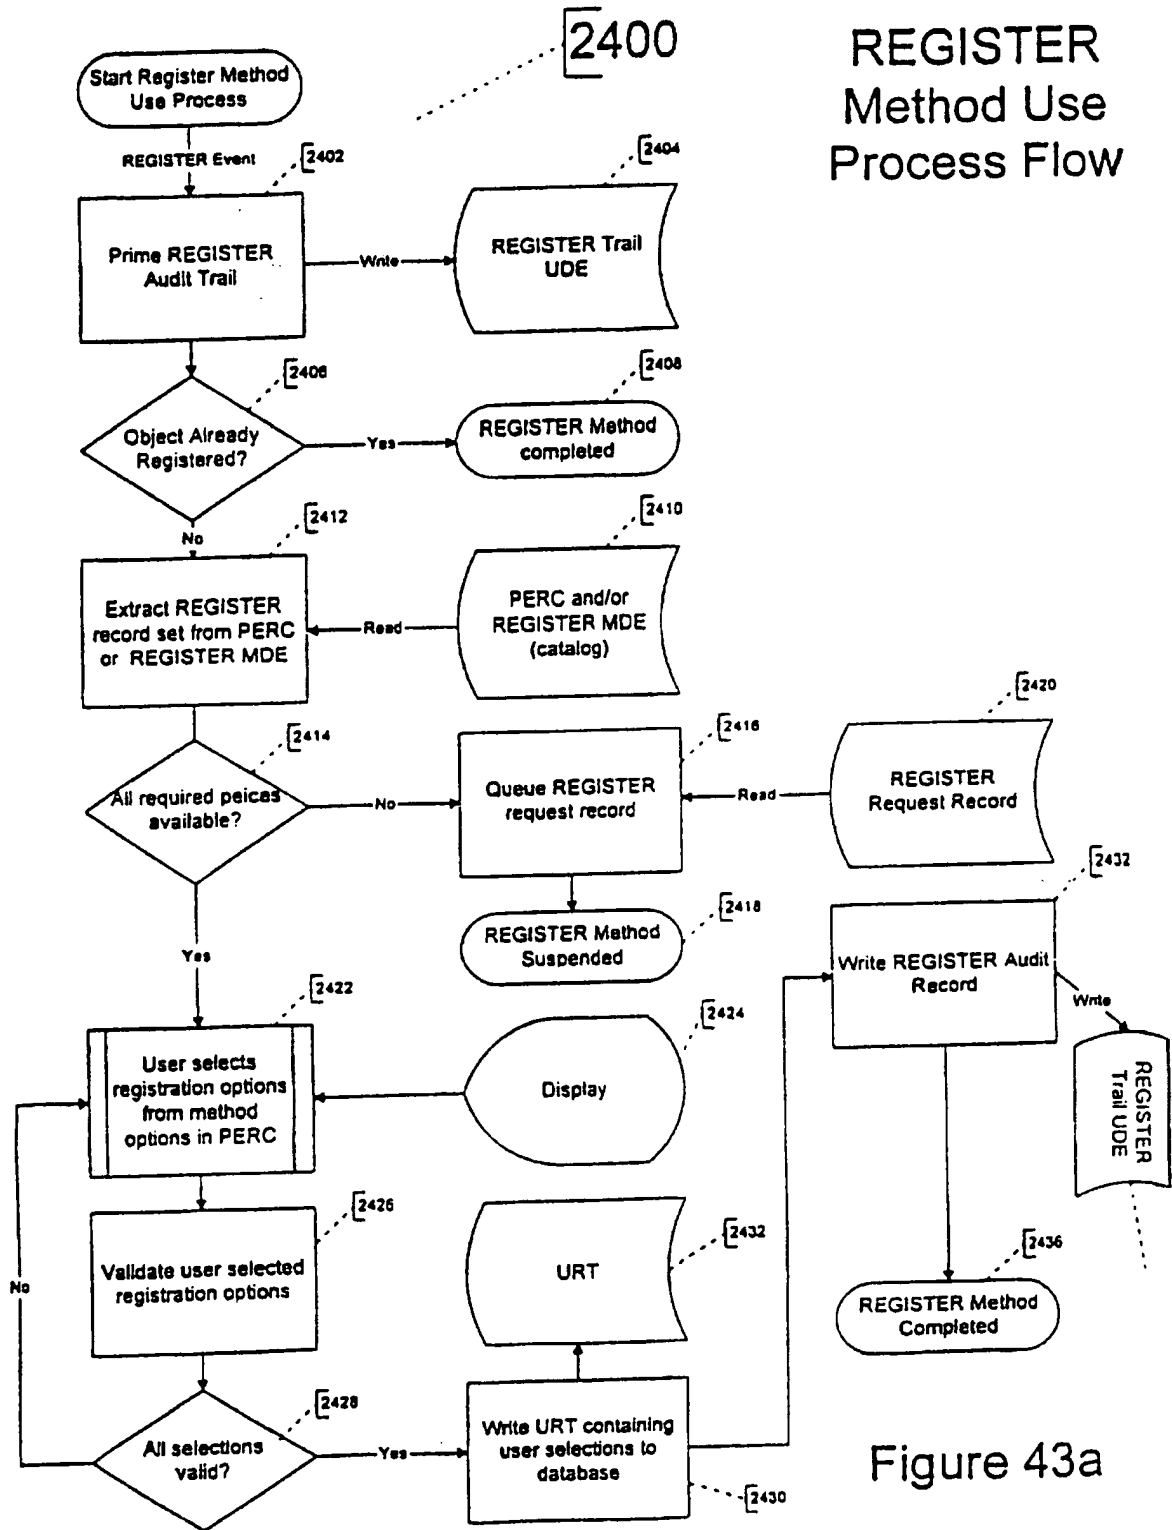 2400
REGISTER
Method Use
Process Flow
Start Register Method
Use Process
REGISTER Event
2402
2404
Prime REGISTER
Audit Trail
Write
REGISTER Trail
UDE
2406
2408
Object Already
Registered?
Yes
REGISTER Method
completed
No
2412
2410
Extract REGISTER
record set from PERC
or REGISTER MDE
Read
PERC and/or
REGISTER MDE
(catalog)
2414
2416
2420
All required peices
available?
No
Queue REGISTER
request record
Read
REGISTER
Request Record
Yes
2418
REGISTER Method
Suspended
2432
Write REGISTER Audit
Record
Write
REGISTER
Trail UDE
2422
2424
User selects
registration options
from method
options in PERC
Display
2426
2432
Validate user selected
registration options
URT
2436
REGISTER Method
Completed
No
2428
All selections
valid?
Yes
Write URT containing
user selections to
database
2430
Figure 43a